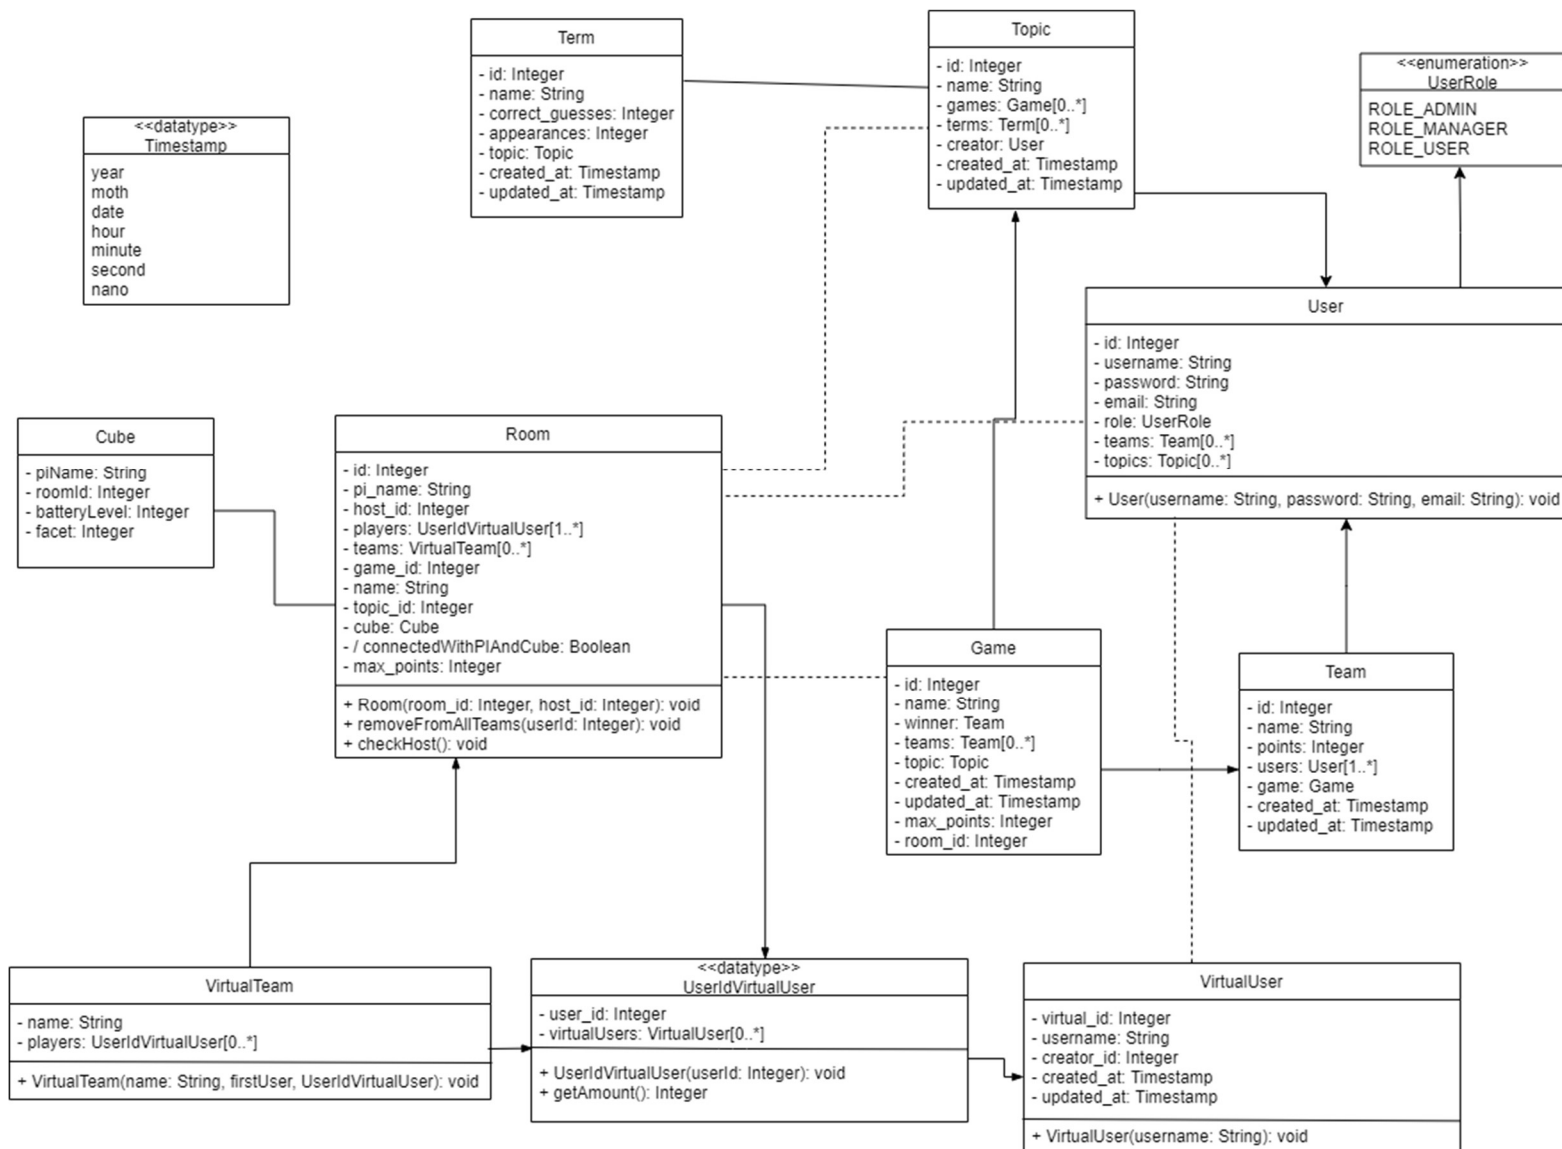 Term
- id: Integer
- name: String
- correct_guesses: Integer
- appearances: Integer
- topic: Topic
- created_at: Timestamp
- updated_at: Timestamp
Topic
- id: Integer
- name: String
- games: Game[0..*]
- terms: Term[0..*]
- creator: User
- created_at: Timestamp
- updated_at: Timestamp
<<enumeration>>
UserRole
ROLE_ADMIN
ROLE_MANAGER
ROLE_USER
<<datatype>>
Timestamp
year
moth
date
hour
minute
second
nano
User
- id: Integer
- username: String
- password: String
- email: String
- role: UserRole
- teams: Team[0..*]
- topics: Topic[0..*]
+ User(username: String, password: String, email: String): void
Cube
- piName: String
- roomId: Integer
- batteryLevel: Integer
- facet: Integer
Room
- id: Integer
- pi_name: String
- host_id: Integer
- players: UserIdVirtualUser[1..*]
- teams: VirtualTeam[0..*]
- game_id: Integer
- name: String
- topic_id: Integer
- cube: Cube
- / connectedWithPIAndCube: Boolean
- max_points: Integer
+ Room(room_id: Integer, host_id: Integer): void
+ removeFromAllTeams(userId: Integer): void
+ checkHost(): void
Game
- id: Integer
- name: String
- winner: Team
- teams: Team[0..*]
- topic: Topic
- created_at: Timestamp
- updated_at: Timestamp
- max_points: Integer
- room_id: Integer
Team
- id: Integer
- name: String
- points: Integer
- users: User[1..*]
- game: Game
- created_at: Timestamp
- updated_at: Timestamp
VirtualTeam
- name: String
- players: UserIdVirtualUser[0..*]
+ VirtualTeam(name: String, firstUser, UserIdVirtualUser): void
<<datatype>>
UserIdVirtualUser
- user_id: Integer
- virtualUsers: VirtualUser[0..*]
+ UserIdVirtualUser(userId: Integer): void
+ getAmount(): Integer
VirtualUser
- virtual_id: Integer
- username: String
- creator_id: Integer
- created_at: Timestamp
- updated_at: Timestamp
+ VirtualUser(username: String): void